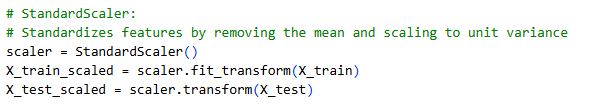 # StandardScaler:
# Standardizes features by removing the mean and scaling to unit variance
scaler = StandardScaler()
X_train_scaled = scaler.fit_transform(X_train)
X_test_scaled = scaler.transform(X_test)